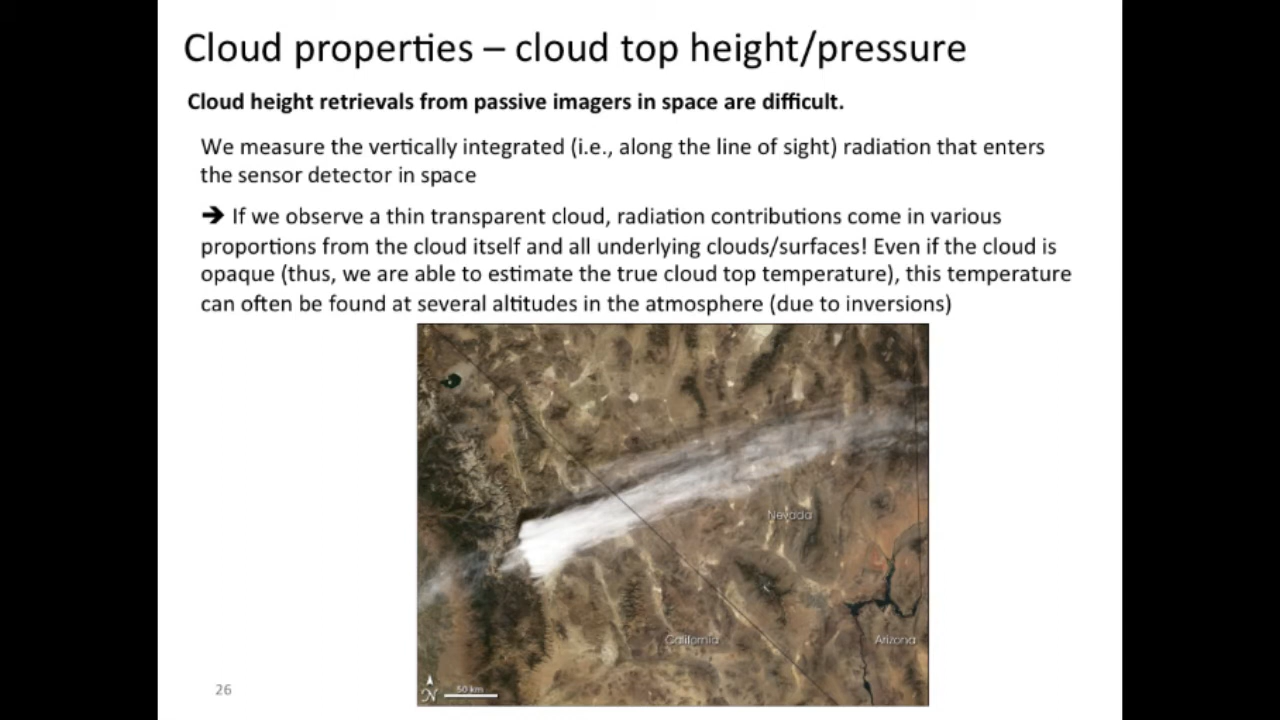 Cloud properties – cloud top height/pressure
Cloud height retrievals from passive imagers in space are difficult.
We measure the vertically integrated (i.e., along the line of sight) radiation that enters
the sensor detector in space
➔ If we observe a thin transparent cloud, radiation contributions come in various
proportions from the cloud itself and all underlying clouds/surfaces! Even if the cloud is
opaque (thus, we are able to estimate the true cloud top temperature), this temperature
can often be found at several altitudes in the atmosphere (due to inversions)
Nevada
California
Arizona
N
50 km
26